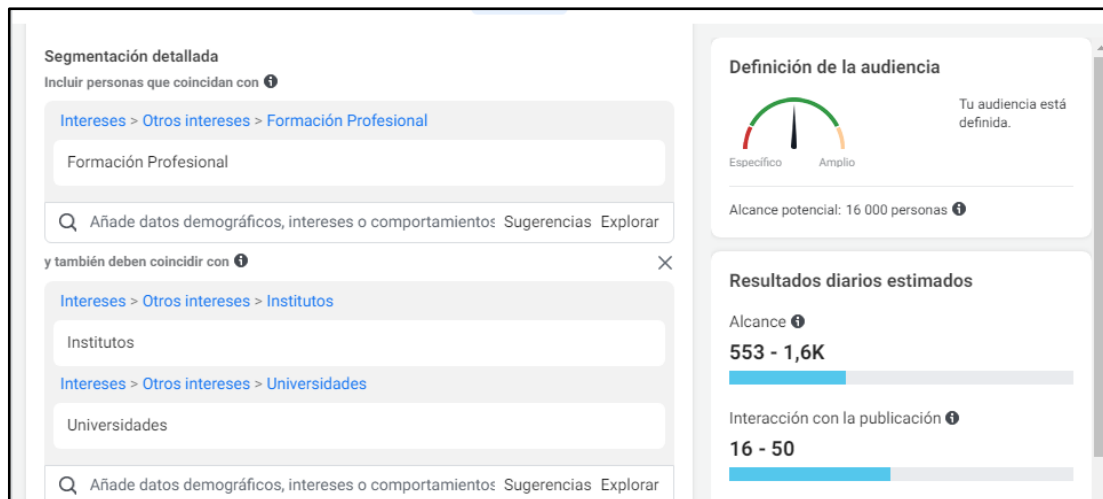 Segmentación detallada
Incluir personas que coincidan con
Intereses > Otros intereses > Formación Profesional
Formación Profesional
Añade datos demográficos, intereses o comportamientos Sugerencias Explorar
y también deben coincidir con
Intereses > Otros intereses > Institutos
Institutos
Intereses > Otros intereses > Universidades
Universidades
Añade datos demográficos, intereses o comportamientos Sugerencias Explorar
Definición de la audiencia
Tu audiencia está
definida.
Específico Amplio
Alcance potencial: 16 000 personas
Resultados diarios estimados
Alcance
553 - 1,6K
Interacción con la publicación
16 - 50